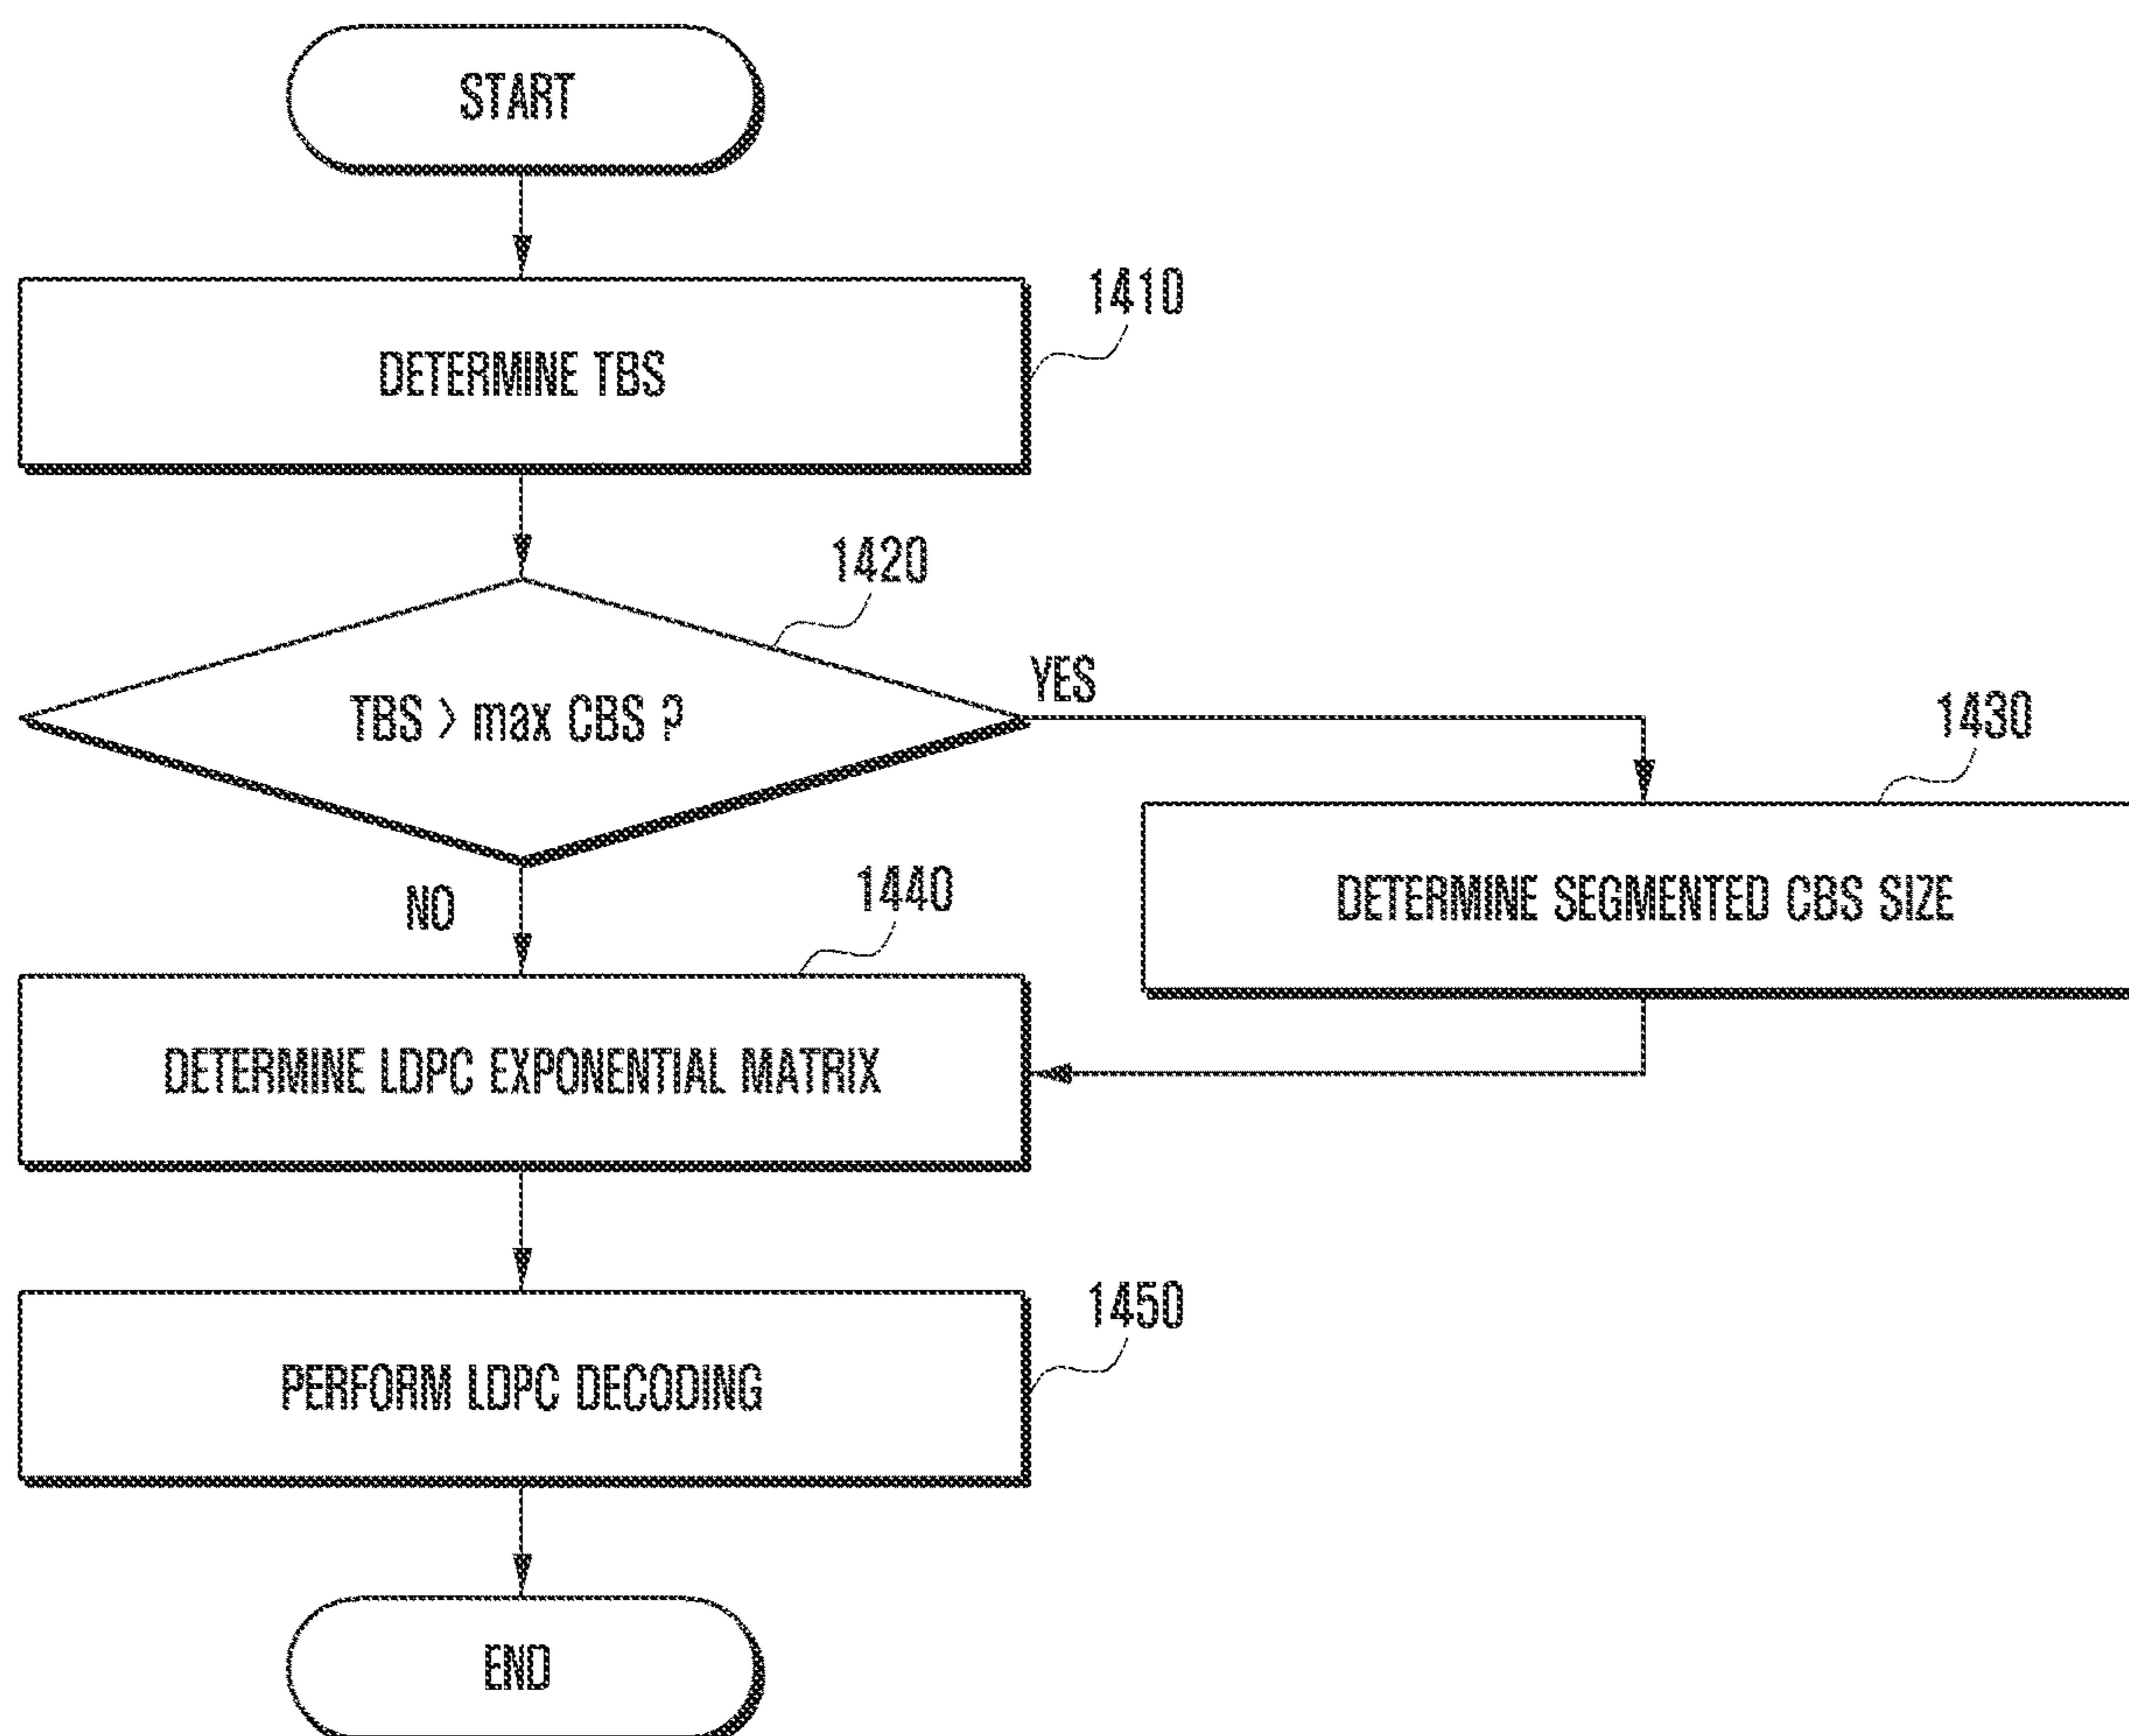 START
1410
DETERMINE TBS
1420
TBS > max CBS ?
YES
1430
DETERMINE SEGMENTED CBS SIZE
NO
1440
DETERMINE LDPC EXPONENTIAL MATRIX
1450
PERFORM LDPC DECODING
END